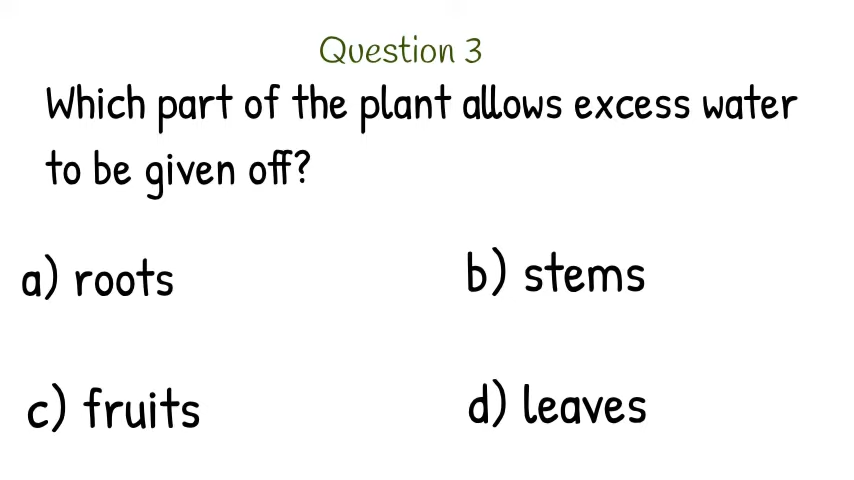 Question 3
Which part of the plant allows excess water
to be given off?
a) roots
b) stems
c) fruits
d) leaves